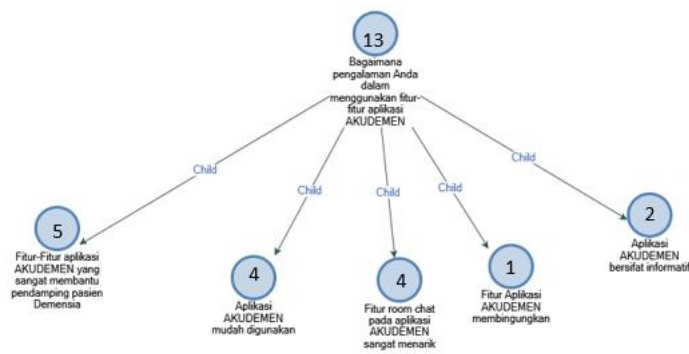 13
Bagaimana
pengalaman Anda
dalam
menggunakan fitur-
fitur aplikasi
AKUDEMEN
Child
Child
Child
Child
Child
5
Fitur-Fitur aplikasi
AKUDEMEN yang
sangat membantu
pendamping pasien
Demensia
4
Aplikasi
AKUDEMEN
mudah digunakan
4
Fitur room chat
pada aplikasi
AKUDEMEN
sangat menarik
1
Fitur Aplikasi
AKUDEMEN
membingungkan
2
Aplikasi
AKUDEMEN
bersifat informatif